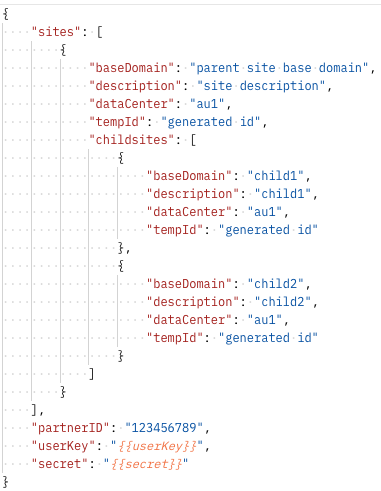 {
    "sites": [
        {
            "baseDomain": "parent site base domain",
            "description": "site description",
            "dataCenter": "au1",
            "tempId": "generated id",
            "childsites": [
                {
                    "baseDomain": "child1",
                    "description": "child1",
                    "dataCenter": "au1",
                    "tempId": "generated id"
                },
                {
                    "baseDomain": "child2",
                    "description": "child2",
                    "dataCenter": "au1",
                    "tempId": "generated id"
                }
            ]
        }
    ],
    "partnerID": "123456789",
    "userKey": "{{userKey}}",
    "secret": "{{secret}}"
}